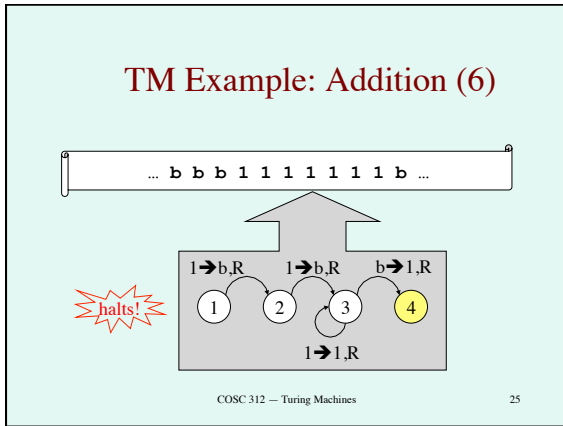 TM Example: Addition (6)
… b b b 1 1 1 1 1 1 1 b …
1➔b,R 1➔b,R b➔1,R
halts! 1 2 3 4
1➔1,R
COSC 312 — Turing Machines 25